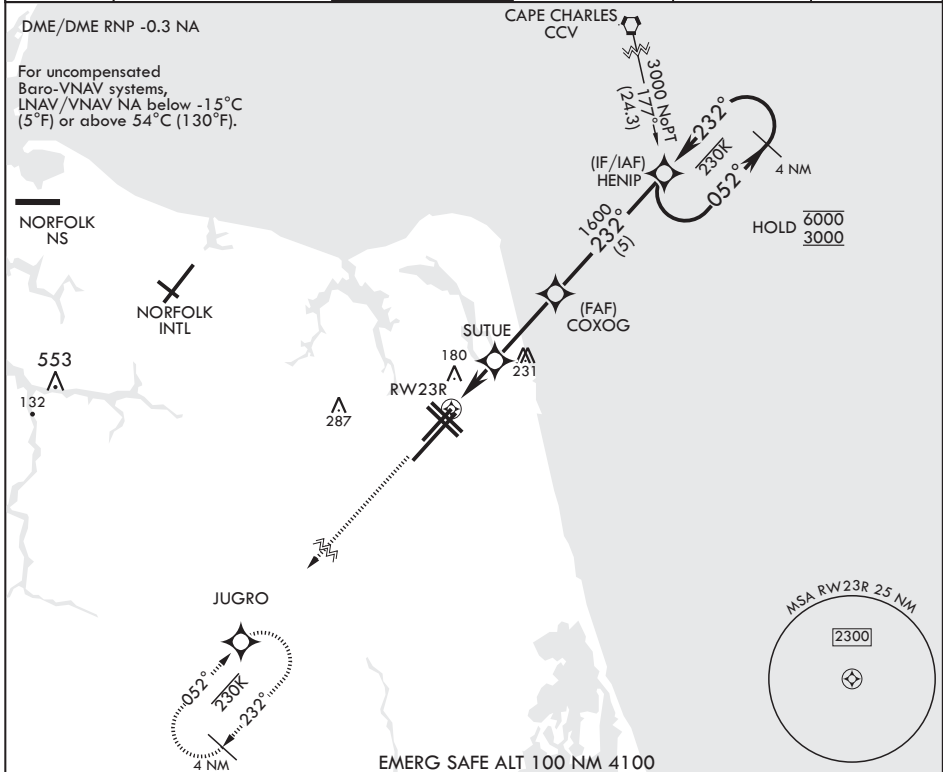 DME/DME RNP -0.3 NA
For uncompensated
Baro-VNAV systems,
LNAV/VNAV NA below -15°C
(5°F) or above 54°C (130°F).
CAPE CHARLES
CCV
3000 NoPT
177°
(24.3)
(IF/IAF)
HENIP
232°
230K
052°
4 NM
HOLD 6000
3000
1600
232°
(5)
NORFOLK
NS
NORFOLK
INTL
(FAF)
COXOG
SUTUE
553
180
231
RW23R
132
287
JUGRO
052°
230K
232°
4 NM
MSA RW23R 25 NM
2300
EMERG SAFE ALT 100 NM 4100